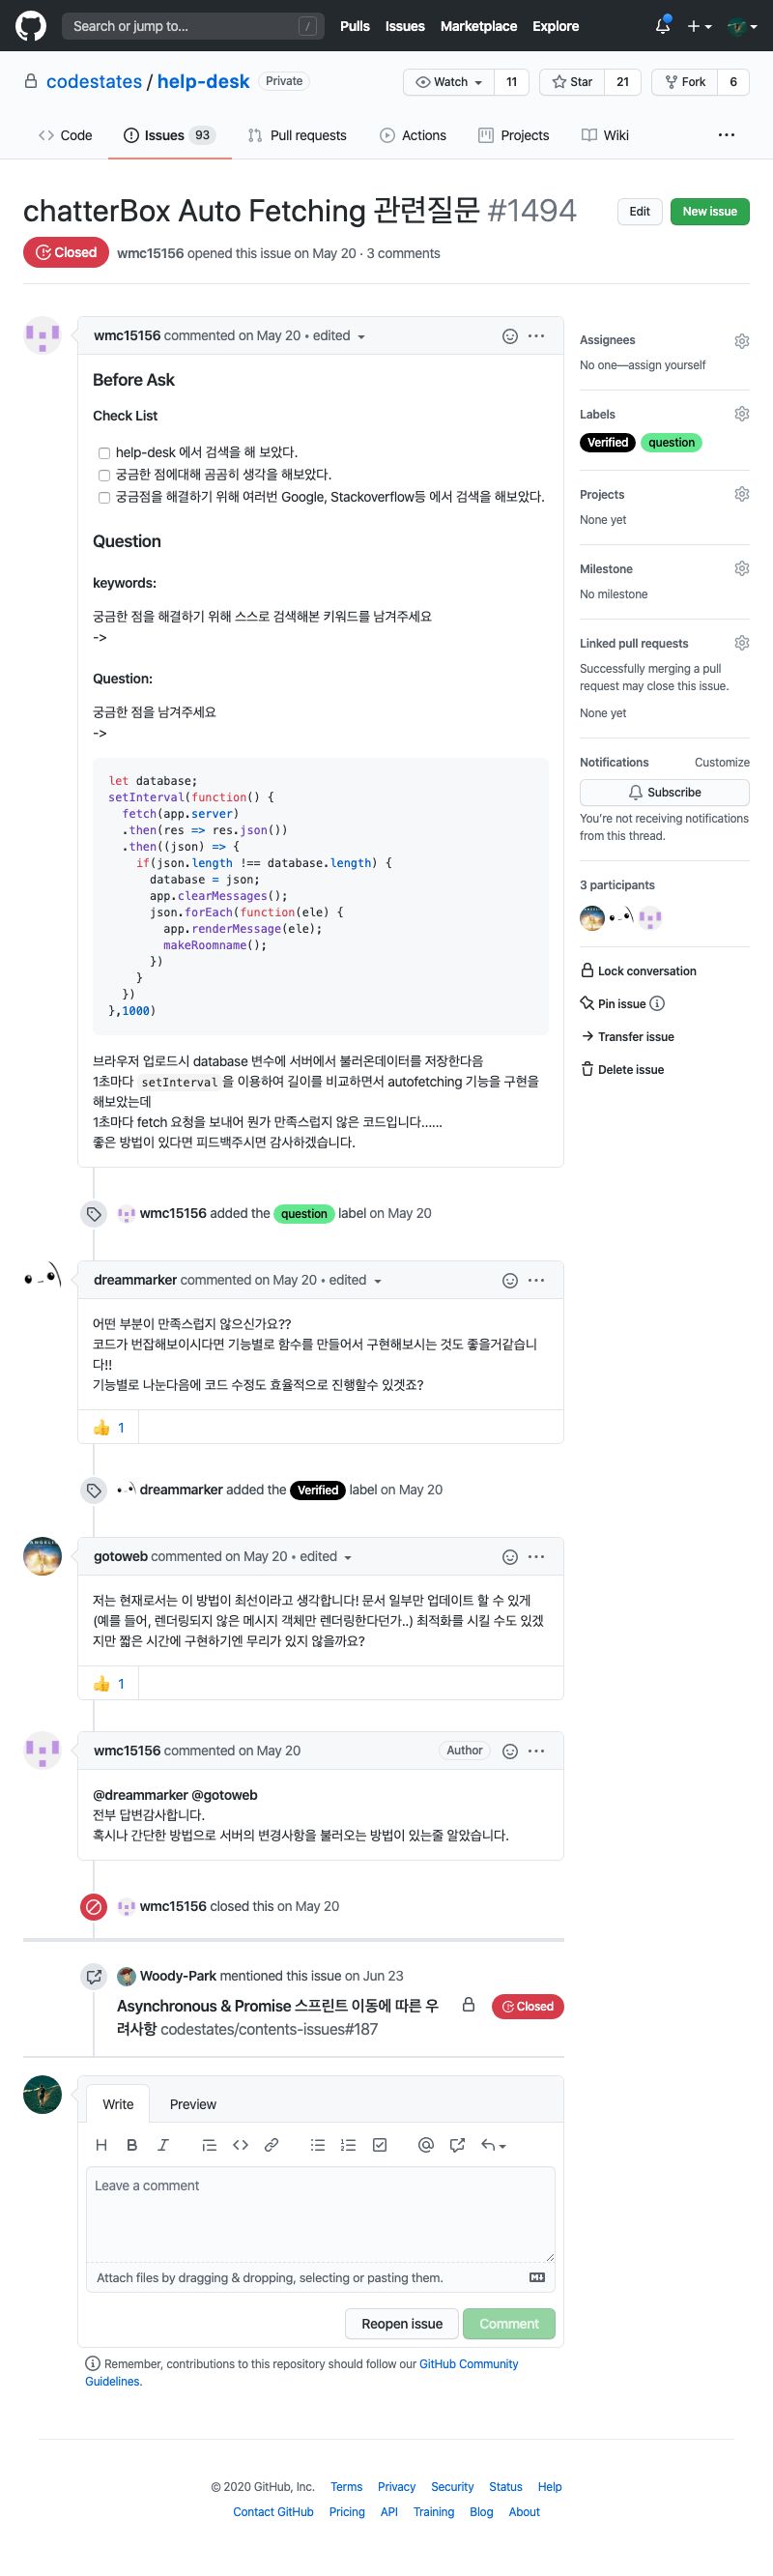 Search or jump to...
/
Pulls Issues Marketplace Explore
codestates / help-desk Private
Watch 11 Star 21 Fork 6
Code Issues 93 Pull requests Actions Projects Wiki
chatterBox Auto Fetching 관련질문 #1494
Edit New issue
Closed wmc15156 opened this issue on May 20 · 3 comments
wmc15156 commented on May 20 • edited
Before Ask
Check List
help-desk 에서 검색을 해 보았다.
궁금한 점에대해 곰곰히 생각을 해보았다.
궁금점을 해결하기 위해 여러번 Google, Stackoverflow등 에서 검색을 해보았다.
Question
keywords:
궁금한 점을 해결하기 위해 스스로 검색해본 키워드를 남겨주세요
->
Question:
궁금한 점을 남겨주세요
->
let database;
setInterval(function() {
fetch(app.server)
.then(res => res.json())
.then((json) => {
if(json.length !== database.length) {
database = json;
app.clearMessages();
json.forEach(function(ele) {
app.renderMessage(ele);
makeRoomname();
})
}
})
},1000)
브라우저 업로드시 database 변수에 서버에서 불러온데이터를 저장한다음
1초마다 setInterval 을 이용하여 길이를 비교하면서 autofetching 기능을 구현을
해보았는데
1초마다 fetch 요청을 보내어 뭔가 만족스럽지 않은 코드입니다......
좋은 방법이 있다면 피드백주시면 감사하겠습니다.
Assignees
No one—assign yourself
Labels
Verified question
Projects
None yet
Milestone
No milestone
Linked pull requests
Successfully merging a pull
request may close this issue.
None yet
Notifications Customize
Subscribe
You're not receiving notifications
from this thread.
3 participants
Lock conversation
Pin issue
Transfer issue
Delete issue
wmc15156 added the question label on May 20
dreammarker commented on May 20 • edited
어떤 부분이 만족스럽지 않으신가요??
코드가 번잡해보이시다면 기능별로 함수를 만들어서 구현해보시는 것도 좋을거같습니
다!!
기능별로 나눈다음에 코드 수정도 효율적으로 진행할수 있겟죠?
👍 1
dreammarker added the Verified label on May 20
gotoweb commented on May 20 • edited
저는 현재로서는 이 방법이 최선이라고 생각합니다! 문서 일부만 업데이트 할 수 있게
(예를 들어, 렌더링되지 않은 메시지 객체만 렌더링한다던가..) 최적화를 시킬 수도 있겠
지만 짧은 시간에 구현하기엔 무리가 있지 않을까요?
👍 1
wmc15156 commented on May 20 Author
@dreammarker @gotoweb
전부 답변감사합니다.
혹시나 간단한 방법으로 서버의 변경사항을 불러오는 방법이 있는줄 알았습니다.
wmc15156 closed this on May 20
Woody-Park mentioned this issue on Jun 23
Asynchronous & Promise 스프린트 이동에 따른 우
려사항 codestates/contents-issues#187
Closed
Write Preview
Leave a comment
Attach files by dragging & dropping, selecting or pasting them.
Reopen issue Comment
Remember, contributions to this repository should follow our GitHub Community
Guidelines.
© 2020 GitHub, Inc. Terms Privacy Security Status Help
Contact GitHub Pricing API Training Blog About